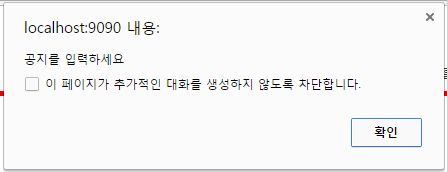 localhost:9090 내용:
공지를 입력하세요
이 페이지가 추가적인 대화를 생성하지 않도록 차단합니다.
확인